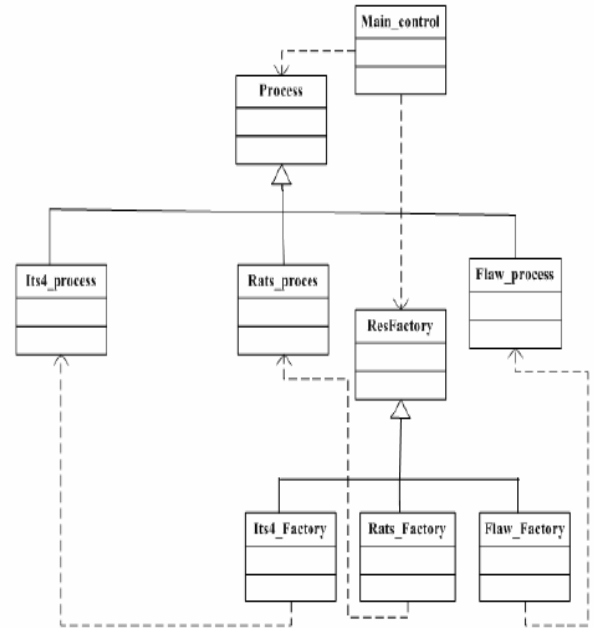 Main_control
Process
Its4_process
Rats_proces
Flaw_process
ResFactory
Its4_Factory
Rats_Factory
Flaw_Factory